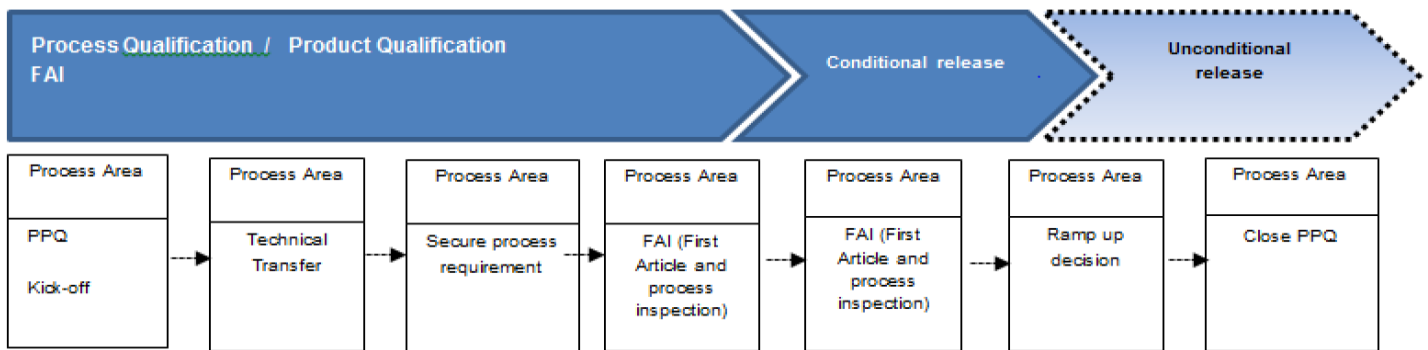 Process Qualification / Product Qualification
FAI
Conditional release
Unconditional
release
Process Area
PPQ
Kick-off
Process Area
Technical
Transfer
Process Area
Secure process
requirement
Process Area
FAI (First
Article and
process
inspection)
Process Area
FAI (First
Article and
process
inspection)
Process Area
Ramp up
decision
Process Area
Close PPQ